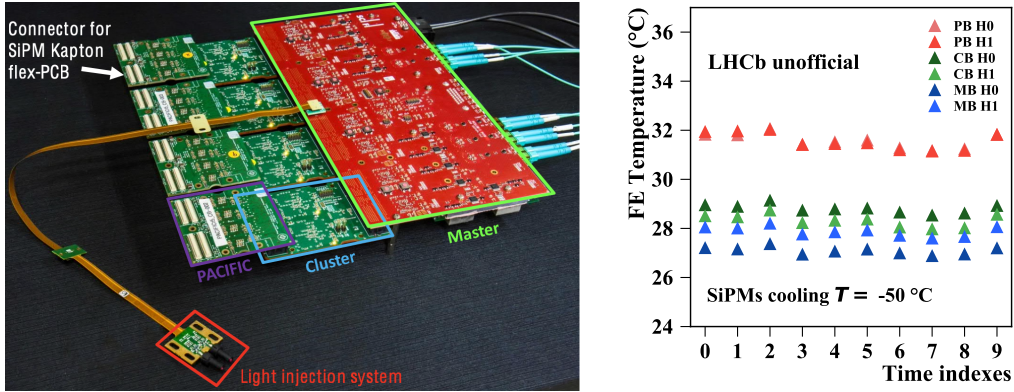 Connector for
SiPM Kapton
flex-PCB
PACIFIC
Cluster
Master
Light injection system
FE Temperature (°C)
36
34
32
30
28
26
24
LHCb unofficial
PB H0
PB H1
CB H0
CB H1
MB H0
MB H1
SiPMs cooling T = -50 °C
0 1 2 3 4 5 6 7 8 9
Time indexes